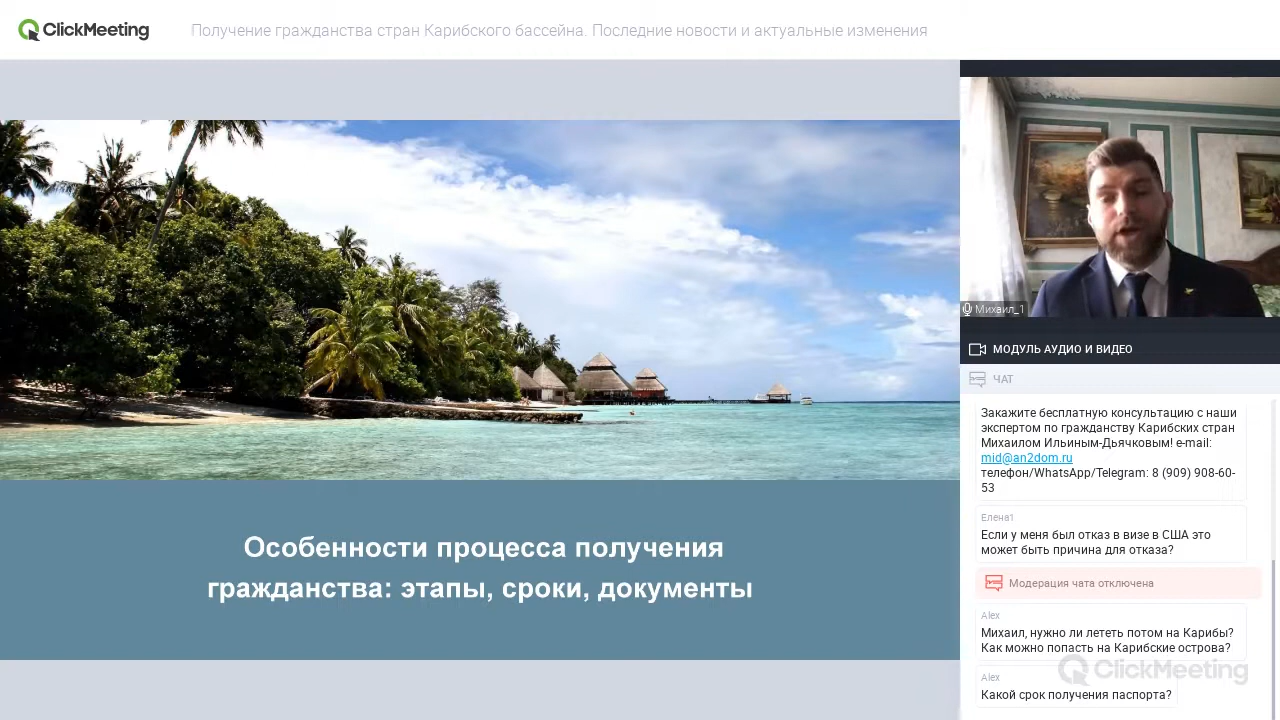 ClickMeeting
Получение гражданства стран Карибского бассейна. Последние новости и актуальные изменения
Особенности процесса получения
гражданства: этапы, сроки, документы
Михаил_1
МОДУЛЬ АУДИО И ВИДЕО
ЧАТ
Закажите бесплатную консультацию с наши
экспертом по гражданству Карибских стран
Михаилом Ильиным-Дьячковым! e-mail:
mid@an2dom.ru
телефон/WhatsApp/Telegram: 8 (909) 908-60-
53
Елена1
Если у меня был отказ в визе в США это
может быть причина для отказа?
Модерация чата отключена
Alex
Михаил, нужно ли лететь потом на Карибы?
Как можно попасть на Карибские острова?
ClickMeeting
Alex
Какой срок получения паспорта?